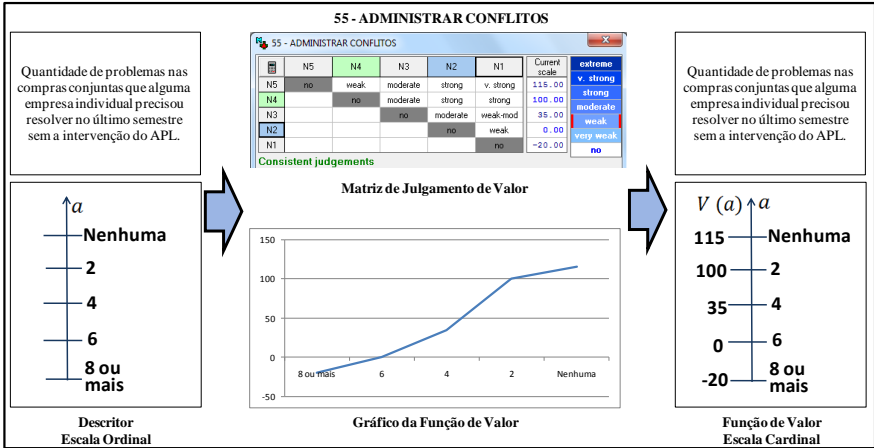 55 - ADMINISTRAR CONFLITOS
Quantidade de problemas nas
compras conjuntas que alguma
empresa individual precisou
resolver no último semestre
sem a intervenção do APL.
a
Nenhuma
2
4
6
8 ou
mais
Descritor
Escala Ordinal
55 - ADMINISTRAR CONFLITOS
N5 N4 N3 N2 N1 Current
scale
N5 no weak moderate strong v. strong 115.00
N4 no moderate strong strong 100.00
N3 no moderate weak-mod 35.00
N2 no weak 0.00
N1 no -20.00
Consistent judgements
extreme
v. strong
strong
moderate
weak
very weak
no
Matriz de Julgamento de Valor
150
100
50
0
-50
8 ou mais 6 4 2 Nenhuma
Gráfico da Função de Valor
Quantidade de problemas nas
compras conjuntas que alguma
empresa individual precisou
resolver no último semestre
sem a intervenção do APL.
V (a) a
115 Nenhuma
100 2
35 4
0 6
-20 8 ou
mais
Função de Valor
Escala Cardinal